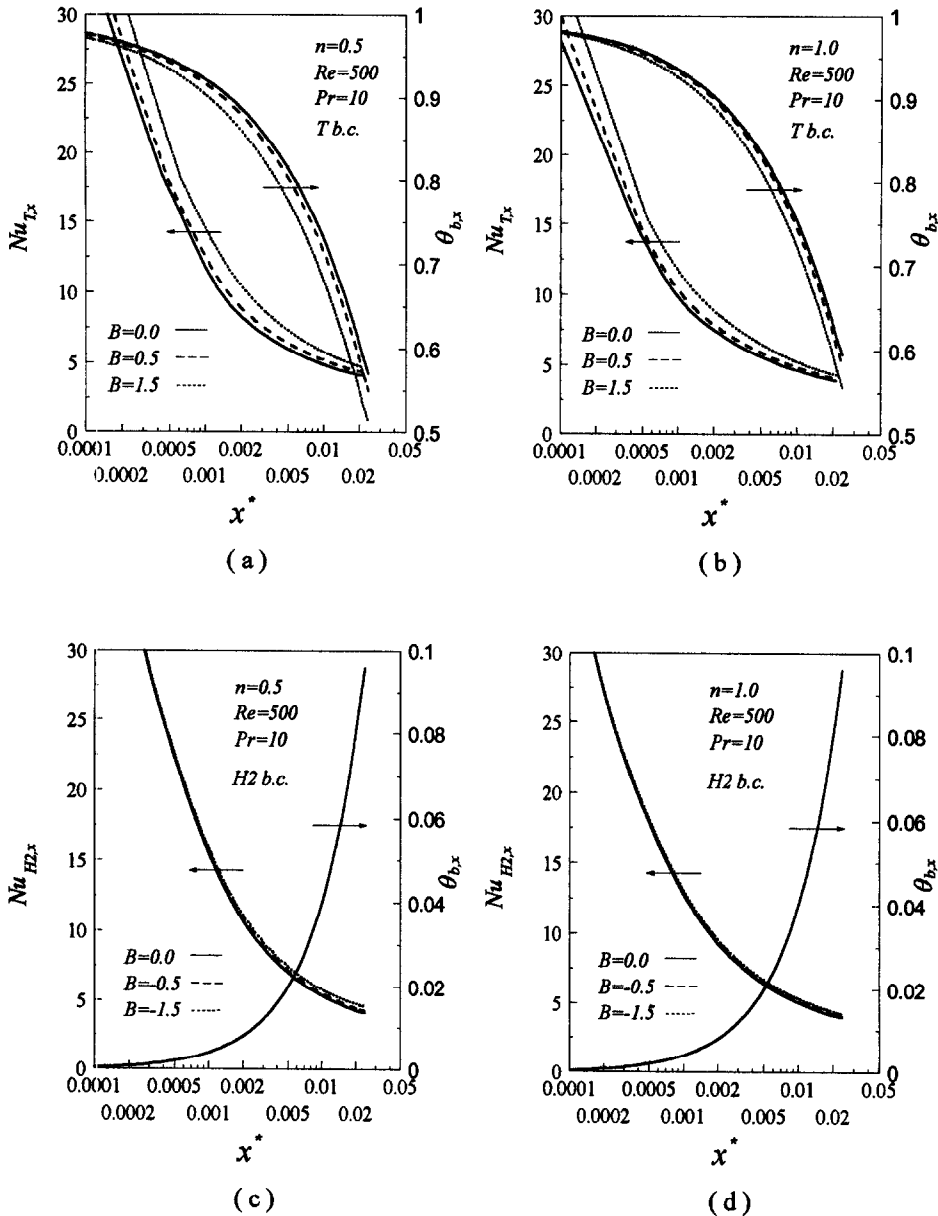 30
25
20
15
10
5
0
Nu_{T,x}
n=0.5
Re=500
Pr=10
T b.c.
B=0.0
B=0.5
B=1.5
1
0.9
0.8
0.7
0.6
0.5
θ_{b,x}
0.0001 0.0005 0.002 0.01 0.05
0.0002 0.001 0.005 0.02
x*
( a )
30
25
20
15
10
5
0
Nu_{T,x}
n=1.0
Re=500
Pr=10
T b.c.
B=0.0
B=0.5
B=1.5
1
0.9
0.8
0.7
0.6
0.5
θ_{b,x}
0.0001 0.0005 0.002 0.01 0.05
0.0002 0.001 0.005 0.02
x*
( b )
30
25
20
15
10
5
0
Nu_{H2,x}
n=0.5
Re=500
Pr=10
H2 b.c.
B=0.0
B=-0.5
B=-1.5
0.1
0.08
0.06
0.04
0.02
0
θ_{b,x}
0.0001 0.0005 0.002 0.01 0.05
0.0002 0.001 0.005 0.02
x*
( c )
30
25
20
15
10
5
0
Nu_{H2,x}
n=1.0
Re=500
Pr=10
H2 b.c.
B=0.0
B=-0.5
B=-1.5
0.1
0.08
0.06
0.04
0.02
0
θ_{b,x}
0.0001 0.0005 0.002 0.01 0.05
0.0002 0.001 0.005 0.02
x*
( d )